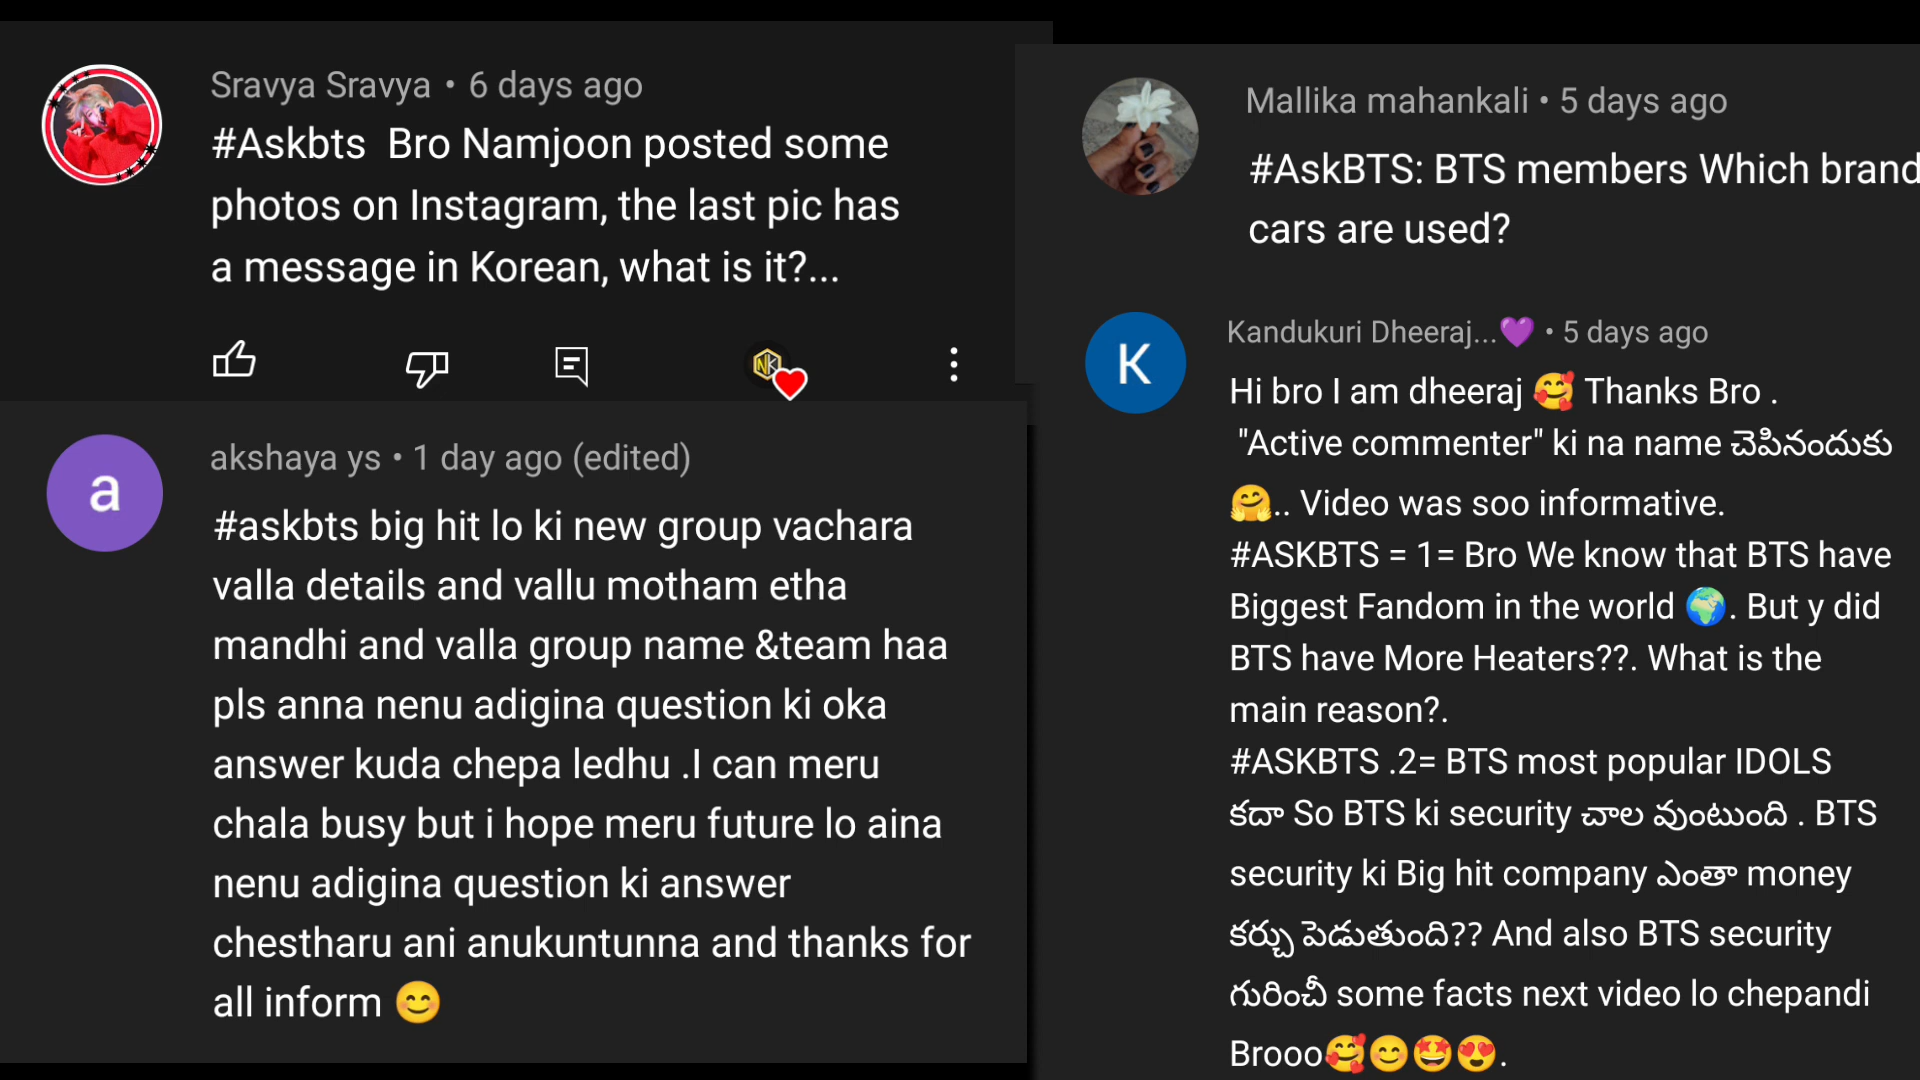 Sravya Sravya • 6 days ago
#Askbts Bro Namjoon posted some
photos on Instagram, the last pic has
a message in Korean, what is it?...
NK
a
akshaya ys • 1 day ago (edited)
#askbts big hit lo ki new group vachara
valla details and vallu motham etha
mandhi and valla group name &team haa
pls anna nenu adigina question ki oka
answer kuda chepa ledhu .I can meru
chala busy but i hope meru future lo aina
nenu adigina question ki answer
chestharu ani anukuntunna and thanks for
all inform 😊
Mallika mahankali • 5 days ago
#AskBTS: BTS members Which brand
cars are used?
K
Kandukuri Dheeraj...💜 • 5 days ago
Hi bro I am dheeraj 🥰 Thanks Bro .
"Active commenter" ki na name చెపినందుకు
🤗.. Video was soo informative.
#ASKBTS = 1= Bro We know that BTS have
Biggest Fandom in the world 🌍. But y did
BTS have More Heaters??. What is the
main reason?.
#ASKBTS .2= BTS most popular IDOLS
కదా So BTS ki security చాల వుంటుంది . BTS
security ki Big hit company ఎంతా money
కర్చు పెడుతుంది?? And also BTS security
గురించీ some facts next video lo chepandi
Brooo🥰😊🤩😍.